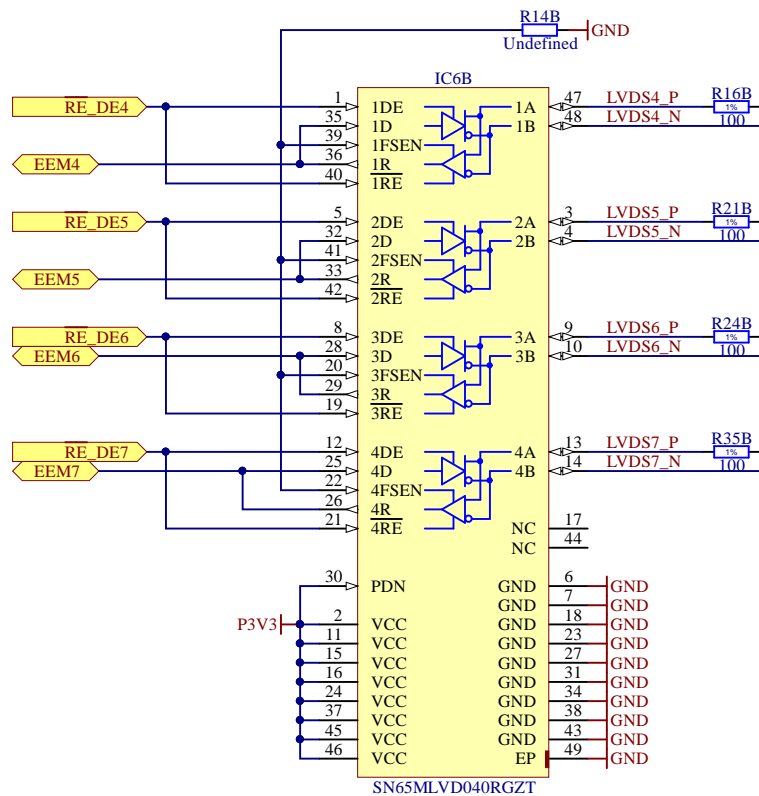 R14B
GND
Undefined
IC6B
RE_DE4 1 1DE 1A 47 LVDS4_P R16B
1%
35 1D 1B 48 LVDS4_N 100
39 1FSEN
EEM4 36 1R
40 1RE
RE_DE5 5 2DE 2A 3 LVDS5_P R21B
1%
32 2D 2B 4 LVDS5_N 100
41 2FSEN
EEM5 33 2R
42 2RE
RE_DE6 8 3DE 3A 9 LVDS6_P R24B
1%
EEM6 28 3D 3B 10 LVDS6_N 100
20 3FSEN
29 3R
19 3RE
RE_DE7 12 4DE 4A 13 LVDS7_P R35B
1%
EEM7 25 4D 4B 14 LVDS7_N 100
22 4FSEN
26 4R
21 4RE
NC 17
NC 44
30 PDN GND 6 GND
GND 7 GND
P3V3 2 VCC GND 18 GND
11 VCC GND 23 GND
15 VCC GND 27 GND
16 VCC GND 31 GND
24 VCC GND 34 GND
37 VCC GND 38 GND
45 VCC GND 43 GND
46 VCC EP 49 GND
SN65MLVD040RGZT